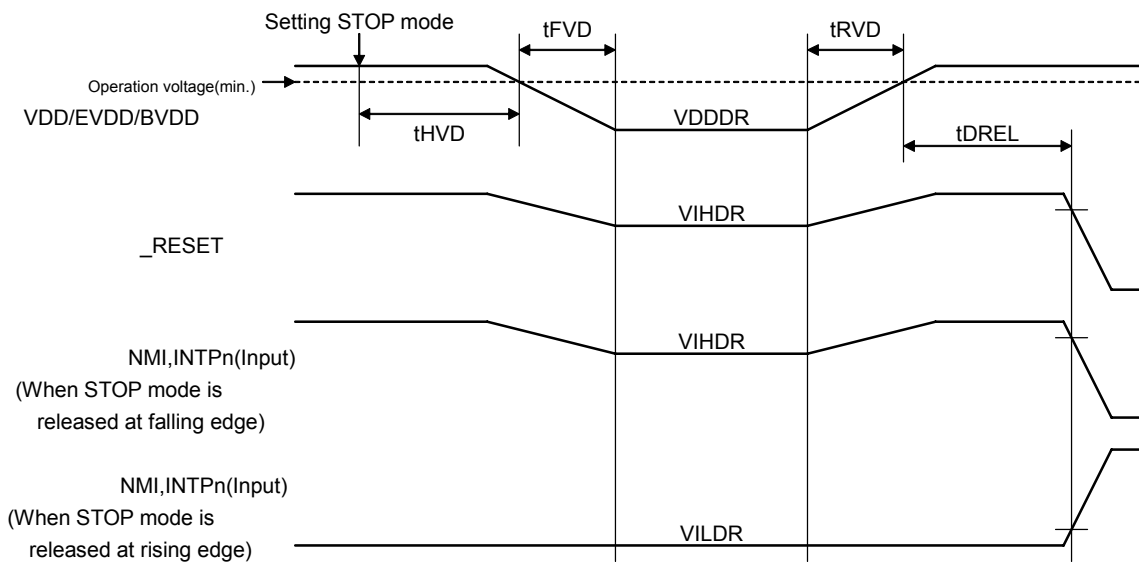 Setting STOP mode
tFVD
tRVD
Operation voltage(min.)
VDD/EVDD/BVDD
tHVD
VDDDR
tDREL
VIHDR
_RESET
VIHDR
NMI,INTPn(Input)
(When STOP mode is
released at falling edge)
NMI,INTPn(Input)
(When STOP mode is
released at rising edge)
VILDR